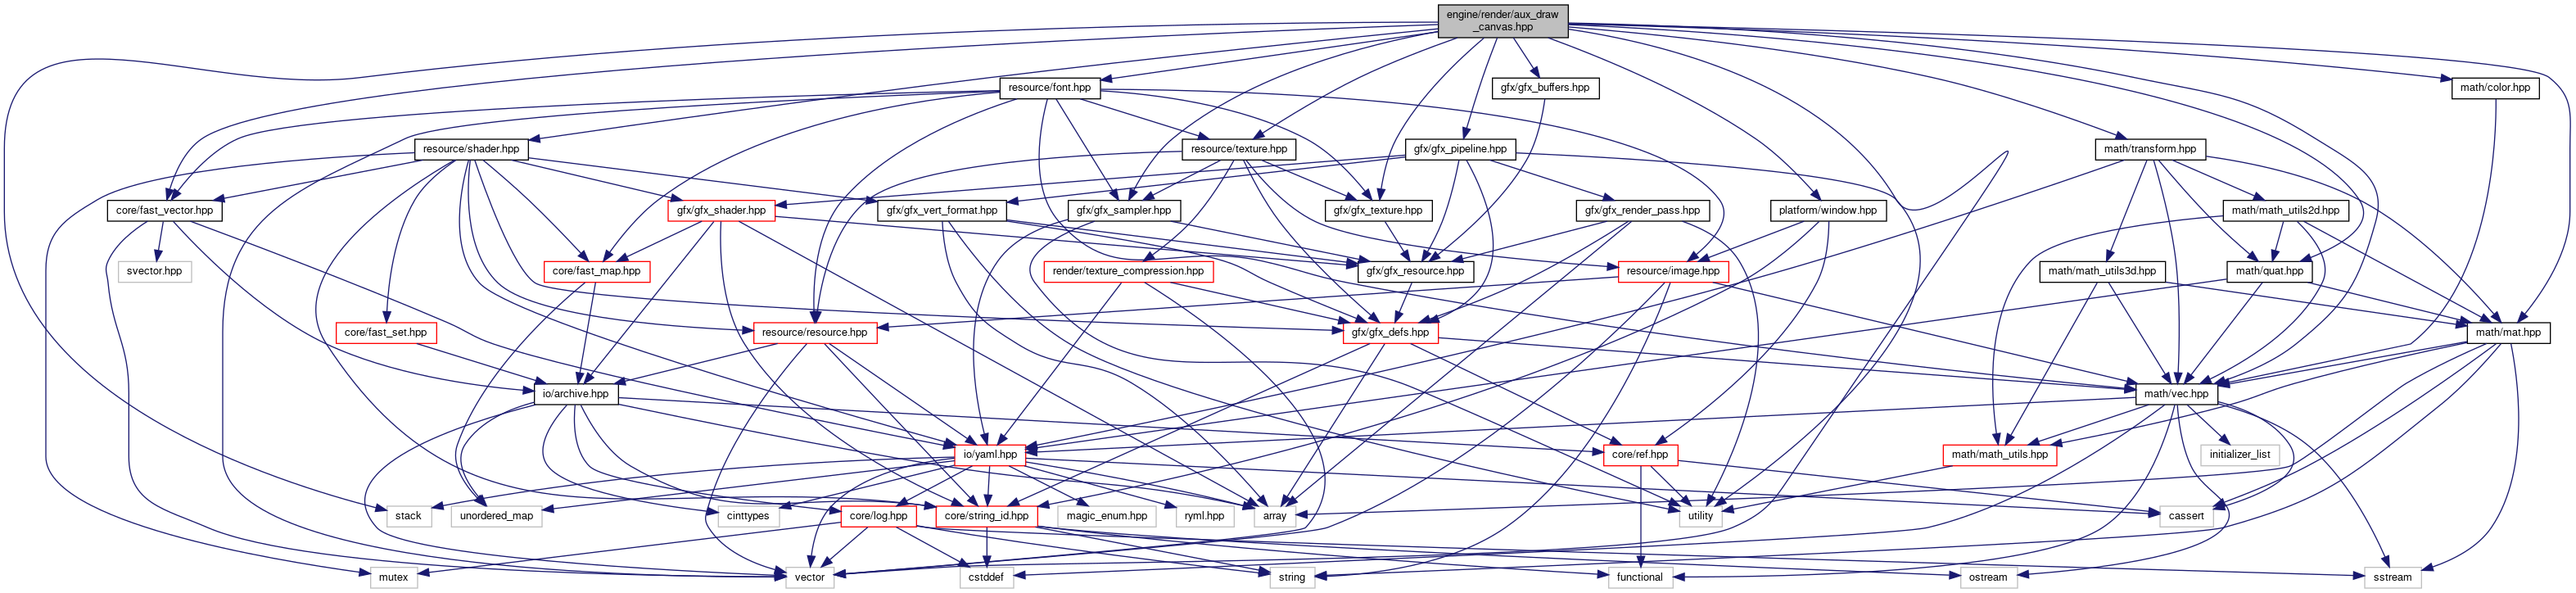 engine/render/aux_draw
_canvas.hpp
resource/font.hpp
gfx/gfx_buffers.hpp
math/color.hpp
resource/shader.hpp
resource/texture.hpp
gfx/gfx_pipeline.hpp
math/transform.hpp
core/fast_vector.hpp
gfx/gfx_shader.hpp
gfx/gfx_vert_format.hpp
gfx/gfx_sampler.hpp
gfx/gfx_texture.hpp
gfx/gfx_render_pass.hpp
platform/window.hpp
math/math_utils2d.hpp
svector.hpp
core/fast_map.hpp
render/texture_compression.hpp
gfx/gfx_resource.hpp
resource/image.hpp
math/math_utils3d.hpp
math/quat.hpp
core/fast_set.hpp
resource/resource.hpp
gfx/gfx_defs.hpp
math/mat.hpp
io/archive.hpp
math/vec.hpp
io/yaml.hpp
core/ref.hpp
math/math_utils.hpp
initializer_list
stack
unordered_map
cinttypes
core/log.hpp
core/string_id.hpp
magic_enum.hpp
ryml.hpp
array
utility
cassert
mutex
vector
cstddef
string
functional
ostream
sstream